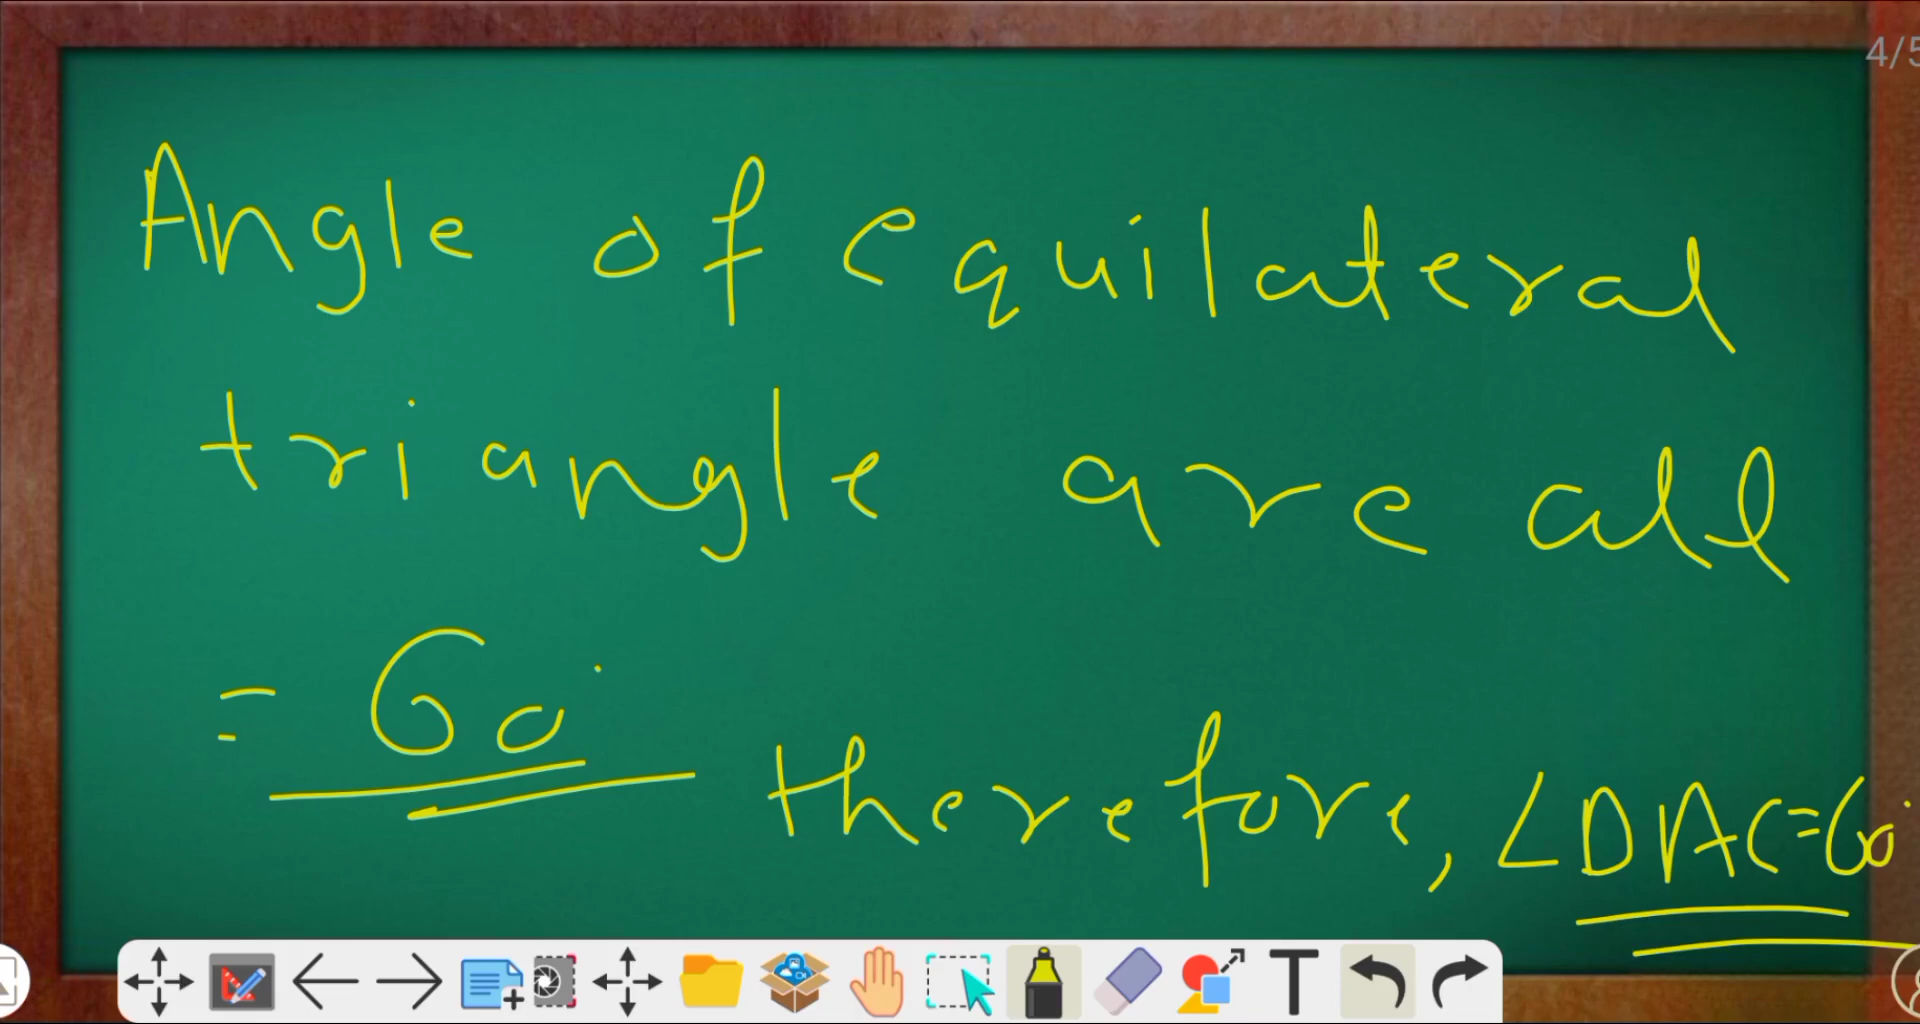 4/5
Angle of equilateral
triangle are all
= 60°
therefore, ∠DAC=60°
T